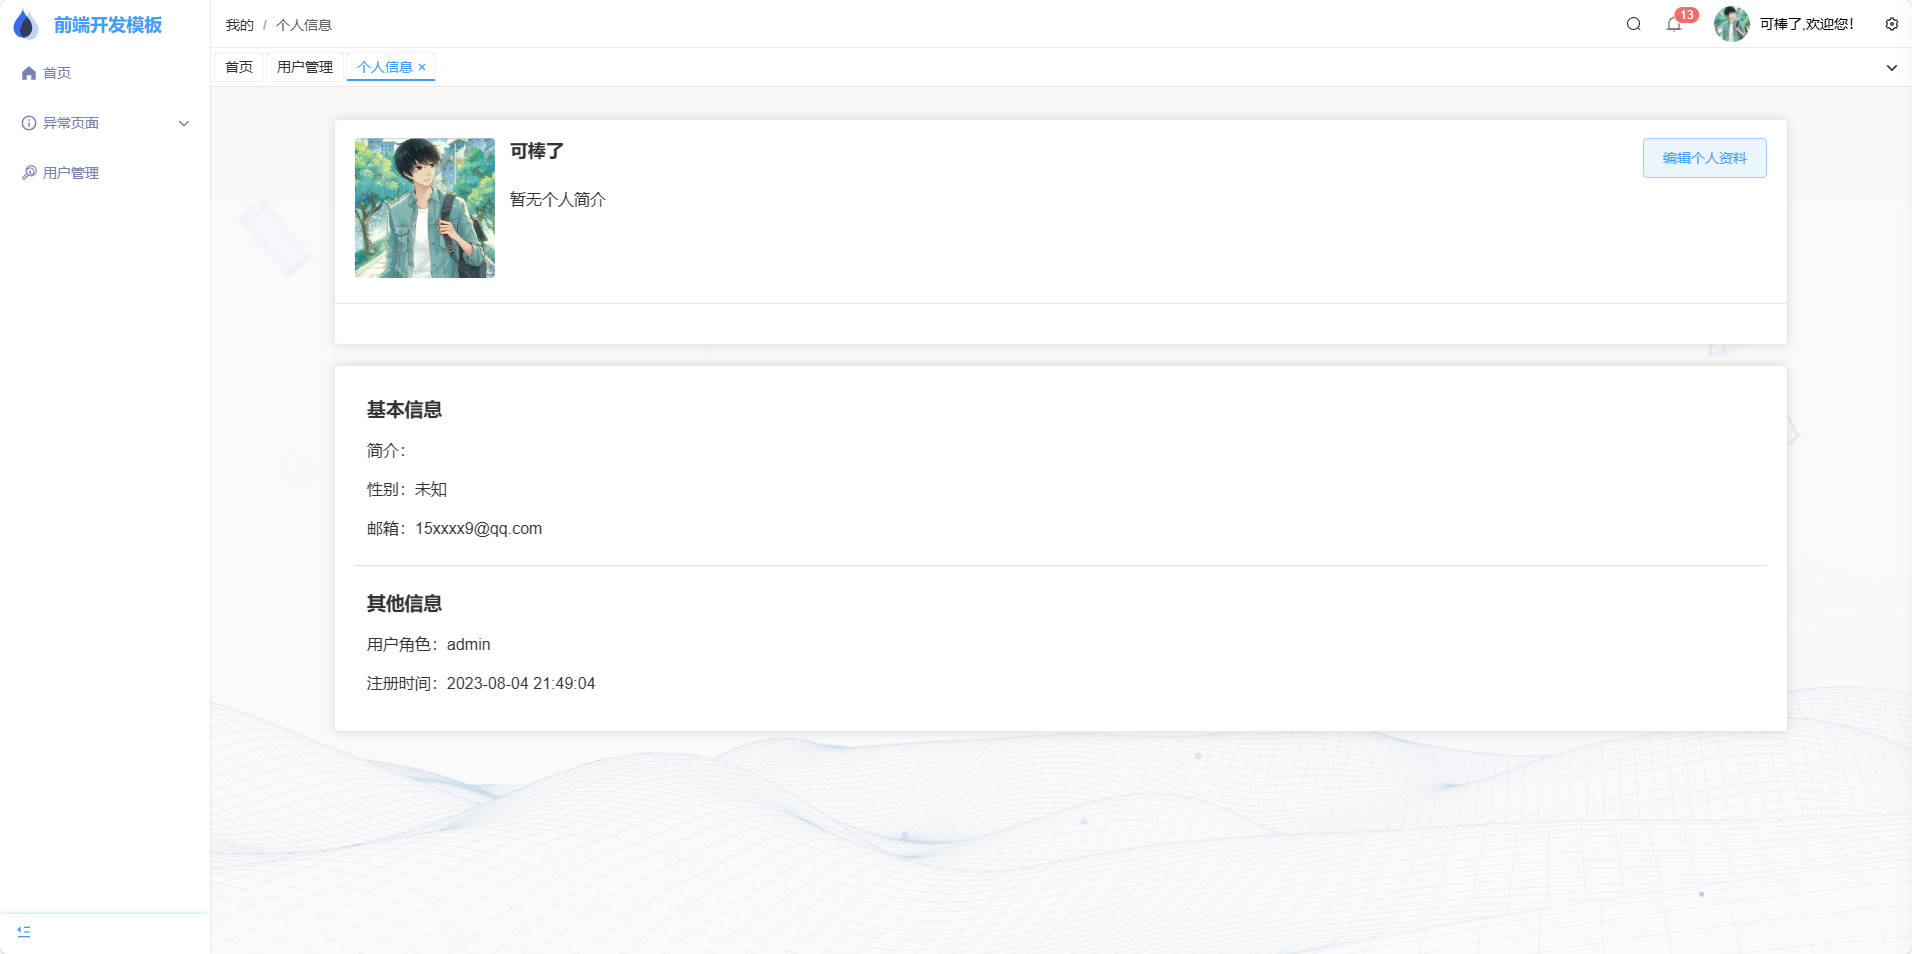 前端开发模板
首页
异常页面
用户管理
我的 / 个人信息
13
可棒了,欢迎您!
首页
用户管理
个人信息 ×
可棒了
暂无个人简介
编辑个人资料
基本信息
简介：
性别：未知
邮箱：15xxxx9@qq.com
其他信息
用户角色：admin
注册时间：2023-08-04 21:49:04